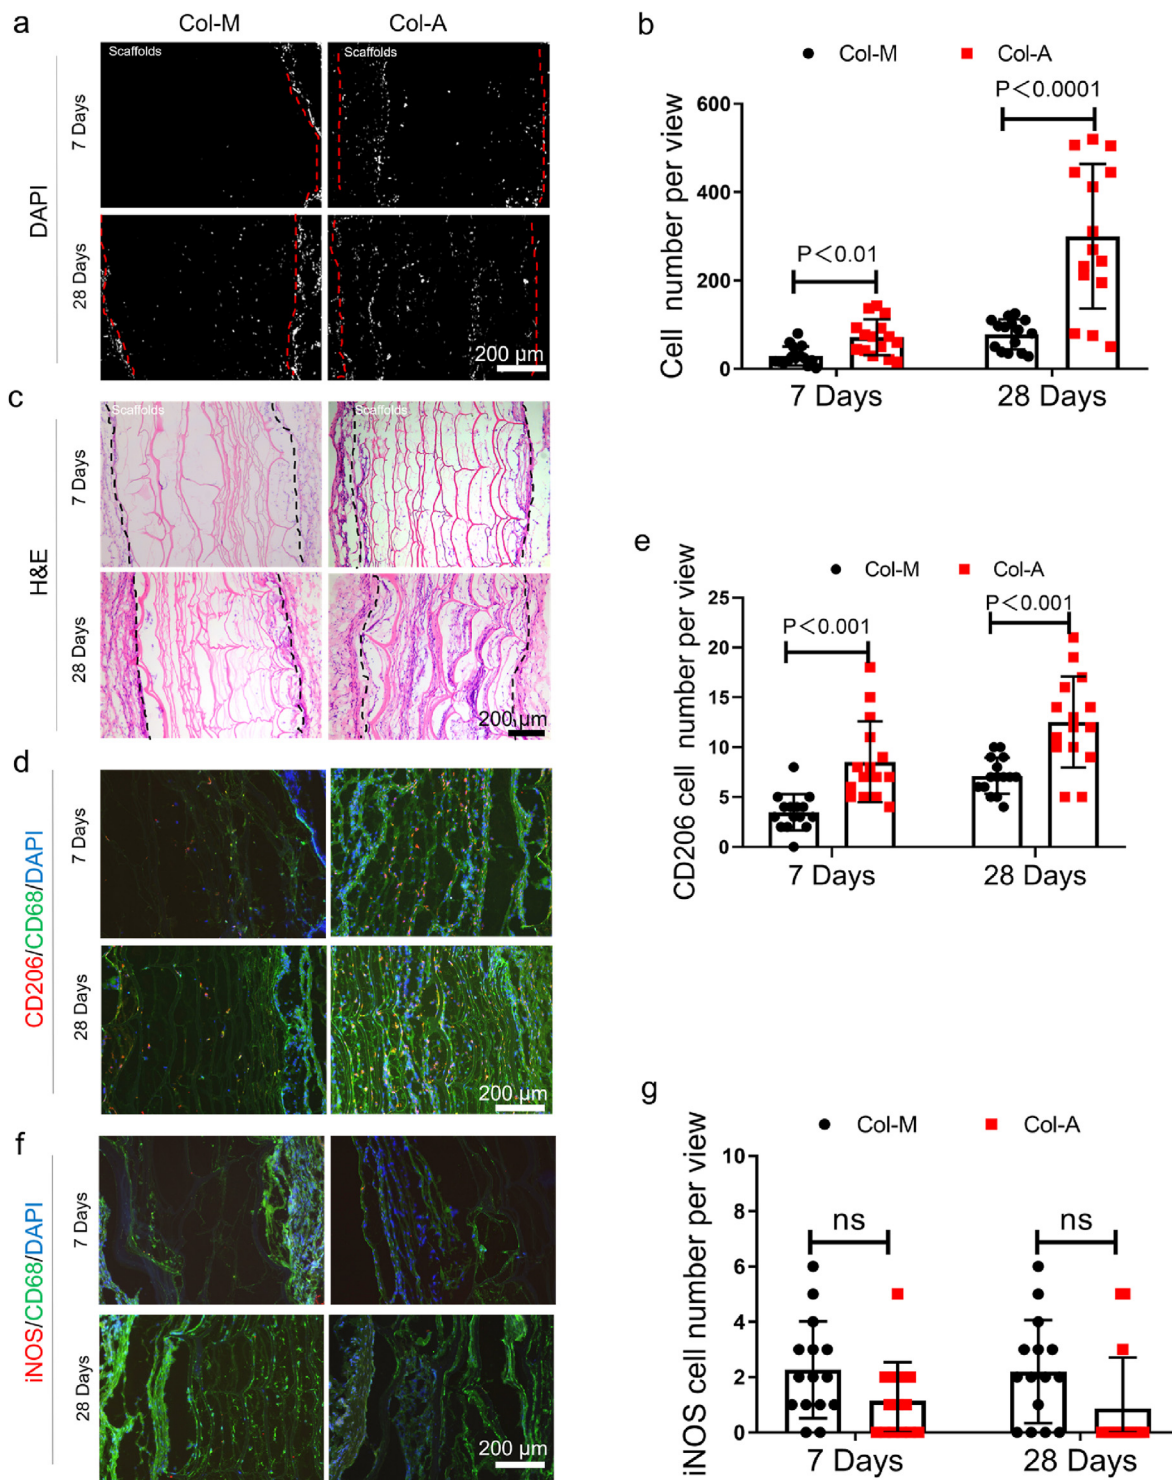 a
Col-M
Col-A
DAPI
7 Days
Scaffolds
Scaffolds
28 Days
200 μm
b
Col-M
Col-A
Cell number per view
600
400
200
0
P<0.01
P<0.0001
7 Days
28 Days
c
H&E
7 Days
Scaffolds
Scaffolds
28 Days
200 μm
d
CD206/CD68/DAPI
7 Days
28 Days
200 μm
e
Col-M
Col-A
CD206 cell number per view
25
20
15
10
5
0
P<0.001
P<0.001
7 Days
28 Days
f
iNOS/CD68/DAPI
7 Days
28 Days
200 μm
g
Col-M
Col-A
iNOS cell number per view
10
8
6
4
2
0
ns
ns
7 Days
28 Days